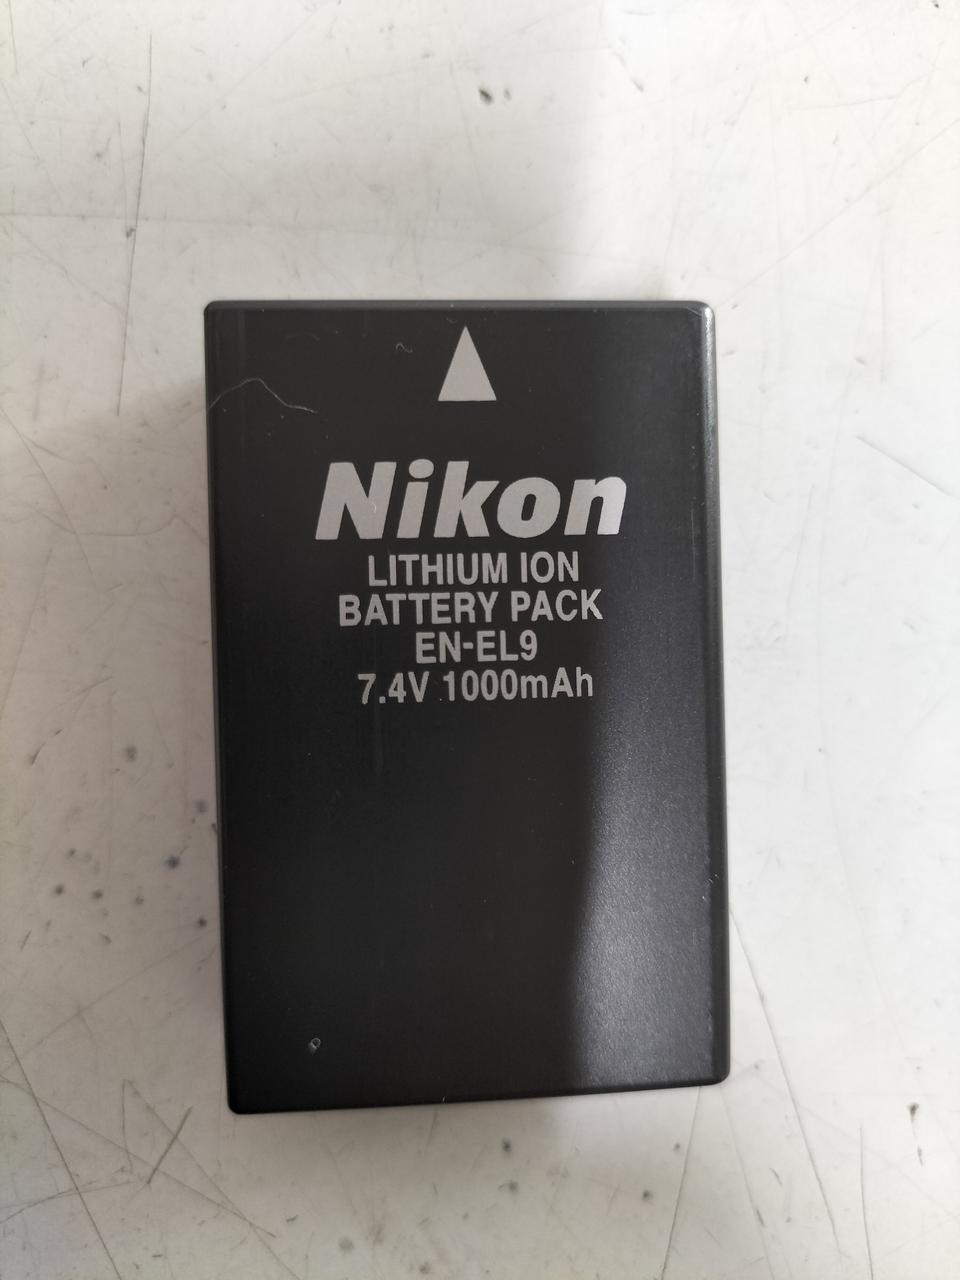 Nikon
LITHIUM ION
BATTERY PACK
EN-EL9
7.4V 1000mAh